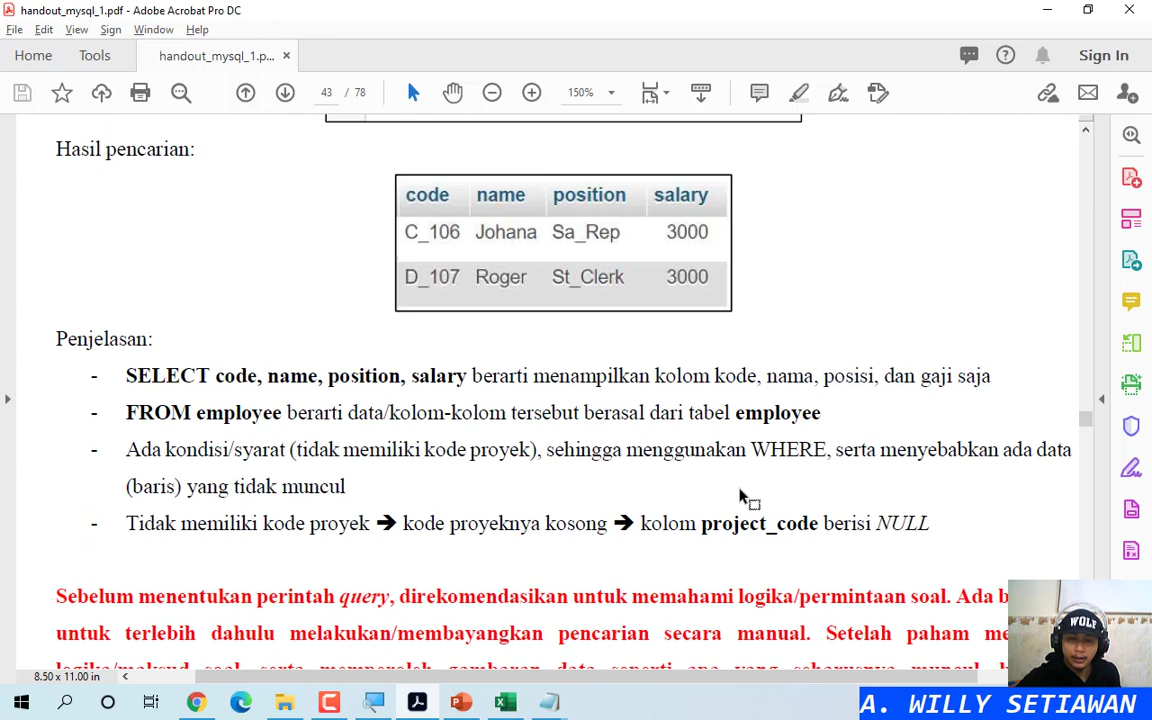 handout_mysql_1.pdf - Adobe Acrobat Pro DC
File Edit View Sign Window Help
Home Tools handout_mysql_1.p... × Sign In
43 / 78 150%
Hasil pencarian:
code name position salary
C_106 Johana Sa_Rep 3000
D_107 Roger St_Clerk 3000
Penjelasan:
- SELECT code, name, position, salary berarti menampilkan kolom kode, nama, posisi, dan gaji saja
- FROM employee berarti data/kolom-kolom tersebut berasal dari tabel employee
- Ada kondisi/syarat (tidak memiliki kode proyek), sehingga menggunakan WHERE, serta menyebabkan ada data
(baris) yang tidak muncul
- Tidak memiliki kode proyek ➔ kode proyeknya kosong ➔ kolom project_code berisi NULL
Sebelum menentukan perintah query, direkomendasikan untuk memahami logika/permintaan soal. Ada
untuk terlebih dahulu melakukan/membayangkan pencarian secara manual. Setelah paham
8.50 x 11.00 in
WOLF
A. WILLY SETIAWAN